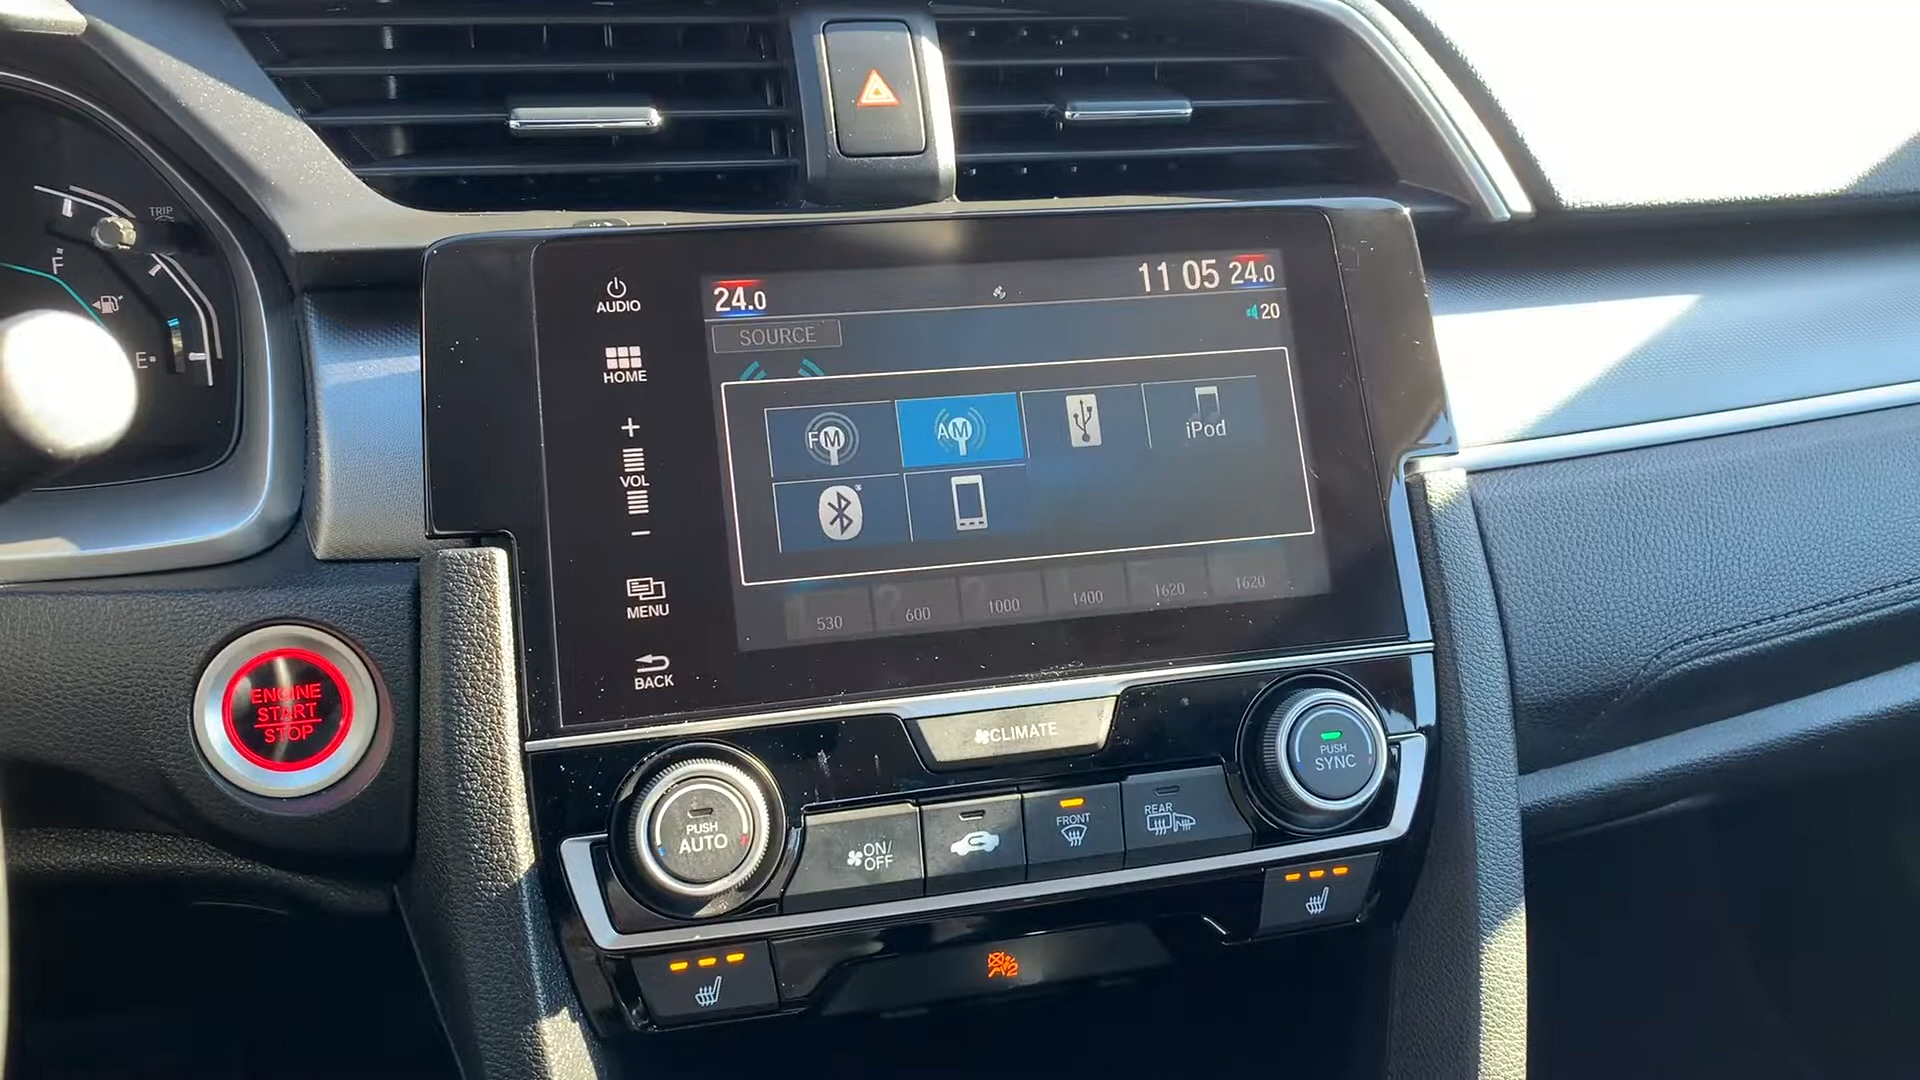 TRIP
F
E
AUDIO
HOME
+
VOL
−
MENU
BACK
24.0
11 05 24.0
20
SOURCE
FM
AM
iPod
530
600
1000
1400
1620
1620
ENGINE
START
STOP
CLIMATE
PUSH
SYNC
PUSH
AUTO
ON/
OFF
FRONT
REAR
2